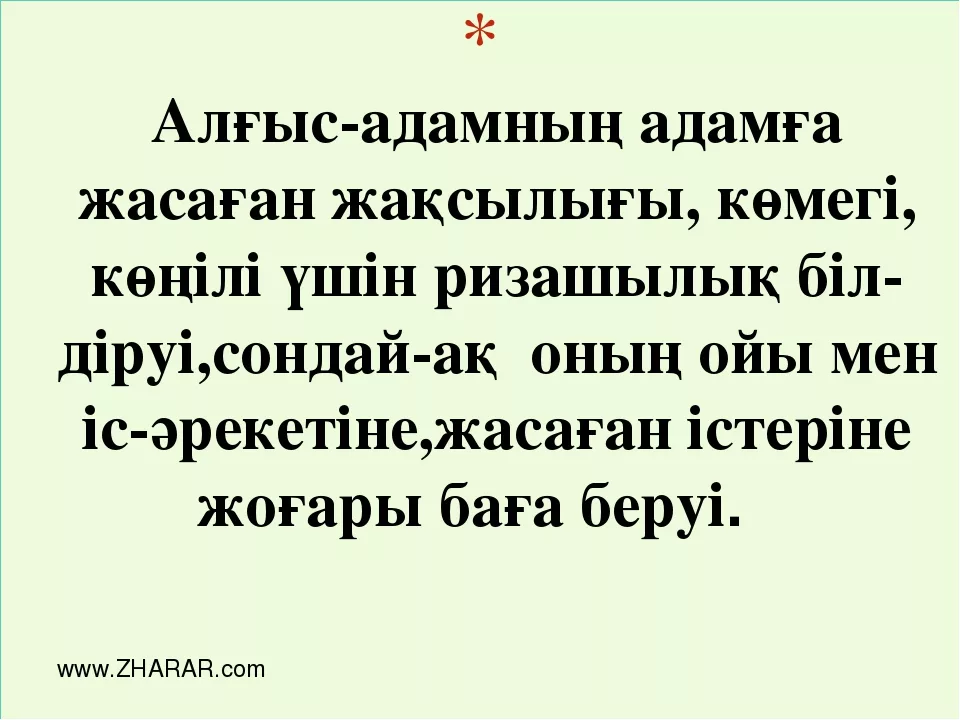 *
Алғыс-адамның адамға
жасаған жақсылығы, көмегі,
көңілі үшін ризашылық біл-
діруі,сондай-ақ оның ойы мен
іс-әрекетіне,жасаған істеріне
жоғары баға беруі.
www.ZHARAR.com